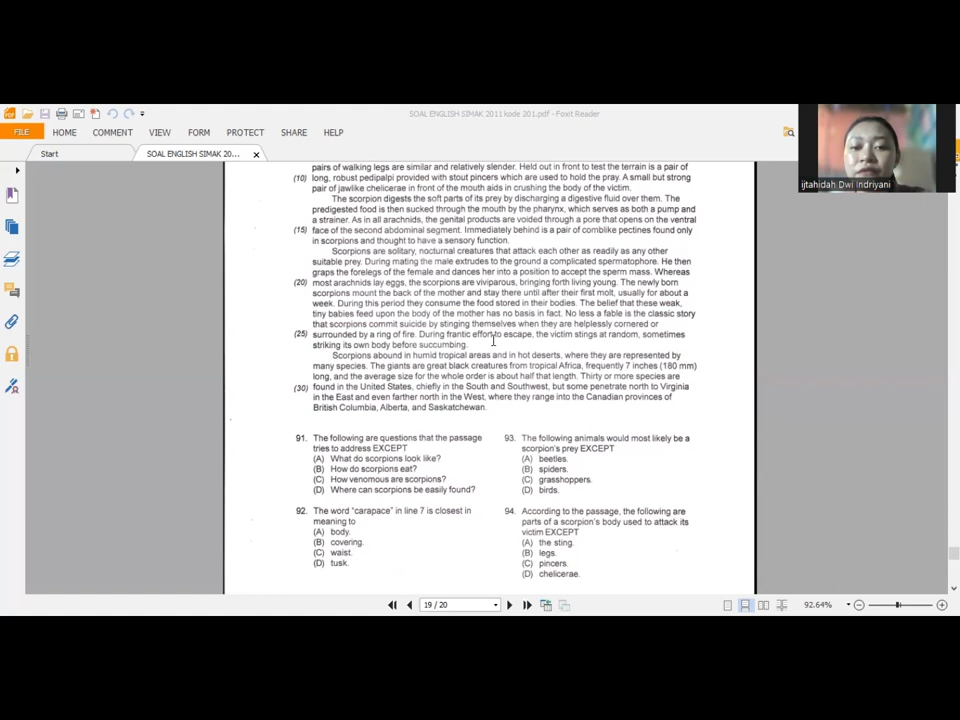 SOAL ENGLISH SIMAK 2011 kode 201.pdf - Foxit Reader
FILE HOME COMMENT VIEW FORM PROTECT SHARE HELP
Start SOAL ENGLISH SIMAK 20...
ijtahidah Dwi Indriyani
pairs of walking legs are similar and relatively slender. Held out in front to test the terrain is a pair of
(10) long, robust pedipalpi provided with stout pincers which are used to hold the pray. A small but strong
pair of jawlike chelicerae in front of the mouth aids in crushing the body of the victim.
The scorpion digests the soft parts of its prey by discharging a digestive fluid over them. The
predigested food is then sucked through the mouth by the pharynx, which serves as both a pump and
a strainer. As in all arachnids, the genital products are voided through a pore that opens on the ventral
(15) face of the second abdominal segment. Immediately behind is a pair of comblike pectines found only
in scorpions and thought to have a sensory function.
Scorpions are solitary, nocturnal creatures that attack each other as readily as any other
suitable prey. During mating the male extrudes to the ground a complicated spermatophore. He then
graps the forelegs of the female and dances her into a position to accept the sperm mass. Whereas
(20) most arachnids lay eggs, the scorpions are viviparous, bringing forth living young. The newly born
scorpions mount the back of the mother and stay there until after their first molt, usually for about a
week. During this period they consume the food stored in their bodies. The belief that these weak,
tiny babies feed upon the body of the mother has no basis in fact. No less a fable is the classic story
that scorpions commit suicide by stinging themselves when they are helplessly cornered or
(25) surrounded by a ring of fire. During frantic effort to escape, the victim stings at random, sometimes
striking its own body before succumbing.
Scorpions abound in humid tropical areas and in hot deserts, where they are represented by
many species. The giants are great black creatures from tropical Africa, frequently 7 inches (180 mm)
long, and the average size for the whole order is about half that length. Thirty or more species are
(30) found in the United States, chiefly in the South and Southwest, but some penetrate north to Virginia
in the East and even farther north in the West, where they range into the Canadian provinces of
British Columbia, Alberta, and Saskatchewan.
91. The following are questions that the passage
tries to address EXCEPT
(A) What do scorpions look like?
(B) How do scorpions eat?
(C) How venomous are scorpions?
(D) Where can scorpions be easily found?
92. The word "carapace" in line 7 is closest in
meaning to
(A) body.
(B) covering.
(C) waist.
(D) tusk.
93. The following animals would most likely be a
scorpion's prey EXCEPT
(A) beetles.
(B) spiders.
(C) grasshoppers.
(D) birds.
94. According to the passage, the following are
parts of a scorpion's body used to attack its
victim EXCEPT
(A) the sting.
(B) legs.
(C) pincers.
(D) chelicerae.
19 / 20
92.64%